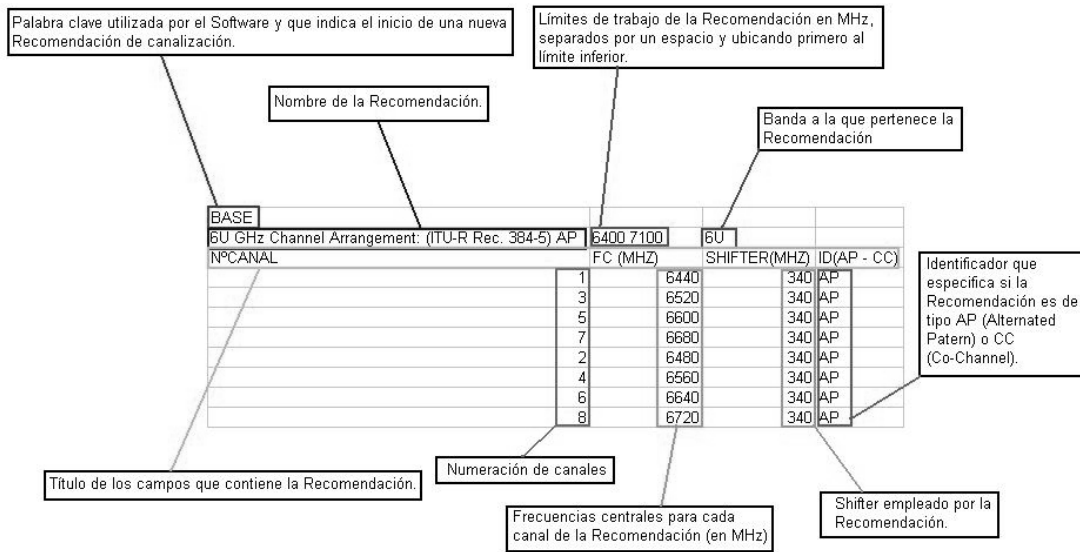 Palabra clave utilizada por el Software y que indica el inicio de una nueva
Recomendación de canalización.
Límites de trabajo de la Recomendación en MHz,
separados por un espacio y ubicando primero al
límite inferior.
Nombre de la Recomendación.
Banda a la que pertenece la
Recomendación
BASE
6U GHz Channel Arrangement: (ITU-R Rec. 384-5) AP 6400 7100 6U
NºCANAL FC (MHZ) SHIFTER(MHZ) ID(AP - CC)
1 6440 340 AP
3 6520 340 AP
5 6600 340 AP
7 6680 340 AP
2 6480 340 AP
4 6560 340 AP
6 6640 340 AP
8 6720 340 AP
Identificador que
especifica si la
Recomendación es de
tipo AP (Alternated
Patern) o CC
(Co-Channel).
Título de los campos que contiene la Recomendación.
Numeración de canales
Frecuencias centrales para cada
canal de la Recomendación (en MHz)
Shifter empleado por la
Recomendación.